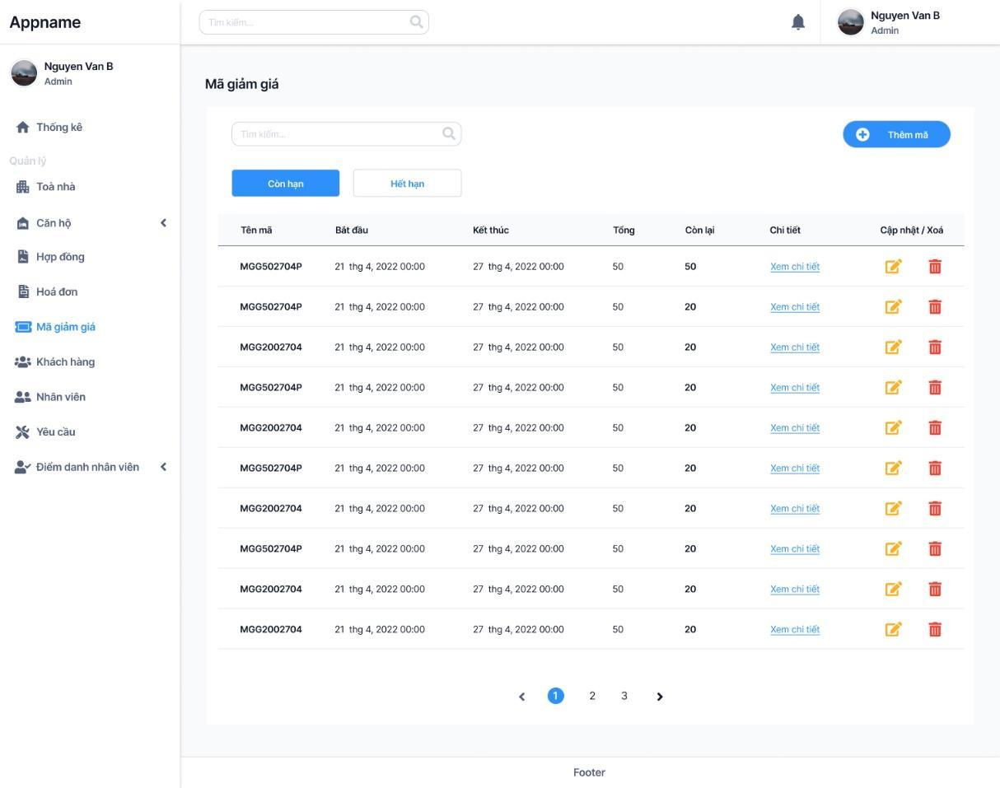 Appname
Tìm kiếm...
Nguyen Van B
Admin
Nguyen Van B
Admin
Thống kê
Quản lý
Toà nhà
Căn hộ
Hợp đồng
Hoá đơn
Mã giảm giá
Khách hàng
Nhân viên
Yêu cầu
Điểm danh nhân viên
Mã giảm giá
Tìm kiếm...
Thêm mã
Còn hạn Hết hạn
Tên mã Bắt đầu Kết thúc Tổng Còn lại Chi tiết Cập nhật / Xoá
MGG502704P 21 thg 4, 2022 00:00 27 thg 4, 2022 00:00 50 50 Xem chi tiết
MGG502704P 21 thg 4, 2022 00:00 27 thg 4, 2022 00:00 50 20 Xem chi tiết
MGG2002704 21 thg 4, 2022 00:00 27 thg 4, 2022 00:00 50 20 Xem chi tiết
MGG502704P 21 thg 4, 2022 00:00 27 thg 4, 2022 00:00 50 20 Xem chi tiết
MGG2002704 21 thg 4, 2022 00:00 27 thg 4, 2022 00:00 50 20 Xem chi tiết
MGG502704P 21 thg 4, 2022 00:00 27 thg 4, 2022 00:00 50 20 Xem chi tiết
MGG2002704 21 thg 4, 2022 00:00 27 thg 4, 2022 00:00 50 20 Xem chi tiết
MGG502704P 21 thg 4, 2022 00:00 27 thg 4, 2022 00:00 50 20 Xem chi tiết
MGG2002704 21 thg 4, 2022 00:00 27 thg 4, 2022 00:00 50 20 Xem chi tiết
MGG2002704 21 thg 4, 2022 00:00 27 thg 4, 2022 00:00 50 20 Xem chi tiết
1 2 3
Footer